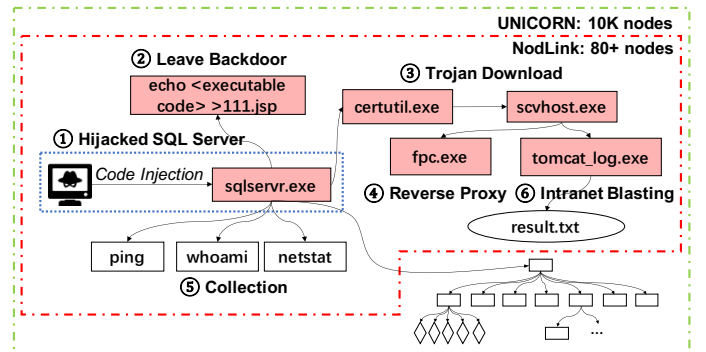 UNICORN: 10K nodes
NodLink: 80+ nodes
② Leave Backdoor
echo <executable
code> >111.jsp
③ Trojan Download
certutil.exe
scvhost.exe
① Hijacked SQL Server
Code Injection
sqlservr.exe
fpc.exe
tomcat_log.exe
④ Reverse Proxy
⑥ Intranet Blasting
result.txt
ping
whoami
netstat
⑤ Collection
...